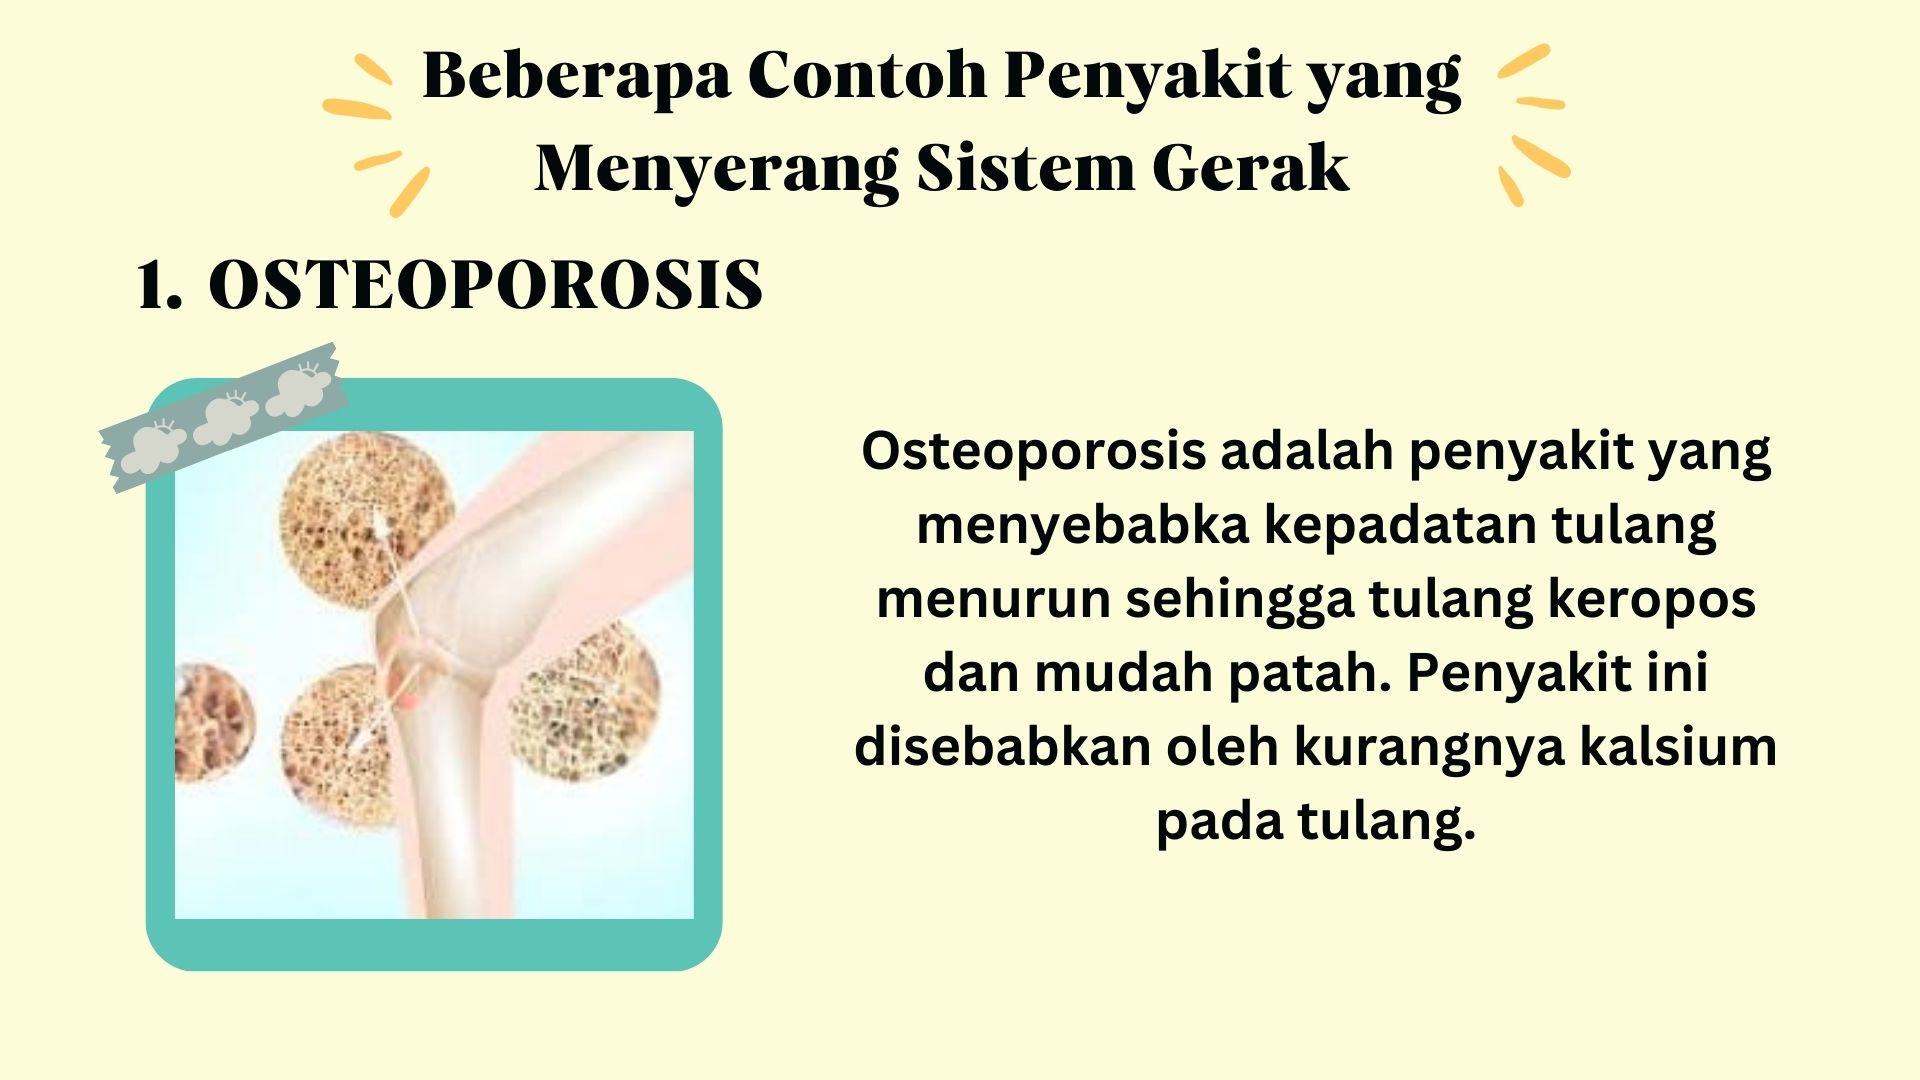 Beberapa Contoh Penyakit yang
Menyerang Sistem Gerak
1. OSTEOPOROSIS
Osteoporosis adalah penyakit yang
menyebabka kepadatan tulang
menurun sehingga tulang keropos
dan mudah patah. Penyakit ini
disebabkan oleh kurangnya kalsium
pada tulang.